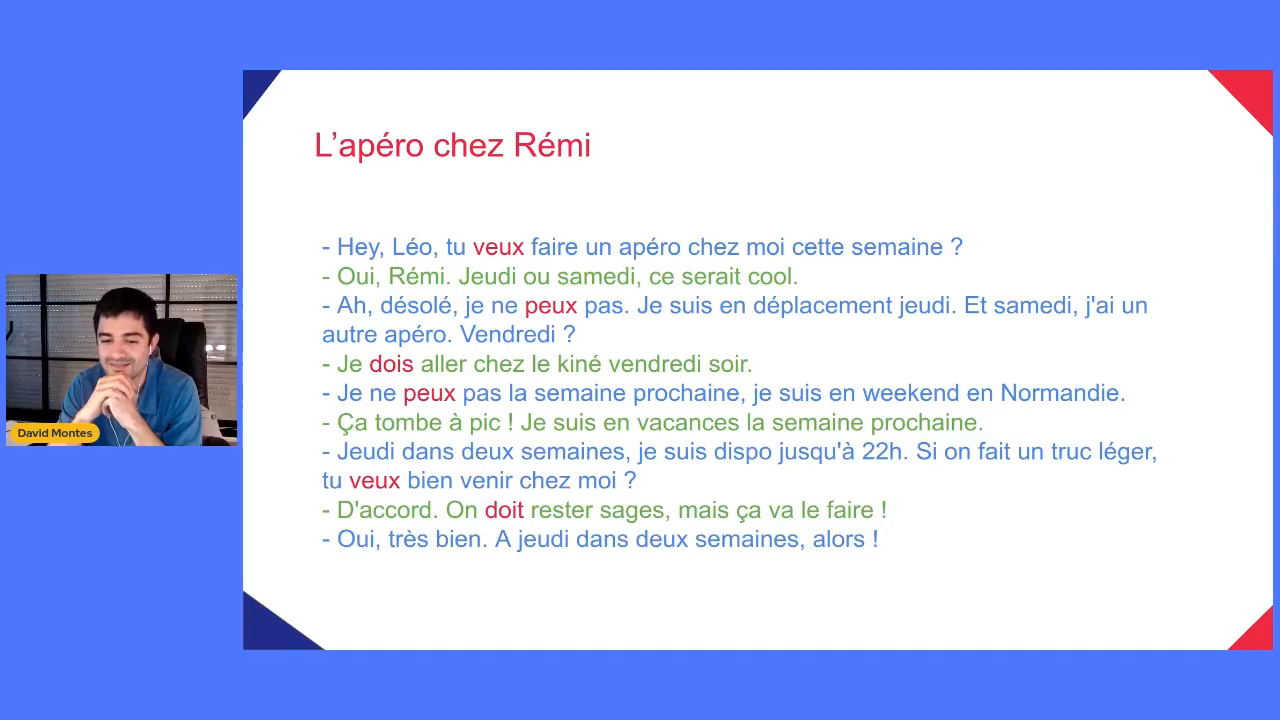 L'apéro chez Rémi
- Hey, Léo, tu veux faire un apéro chez moi cette semaine ?
- Oui, Rémi. Jeudi ou samedi, ce serait cool.
- Ah, désolé, je ne peux pas. Je suis en déplacement jeudi. Et samedi, j'ai un
autre apéro. Vendredi ?
- Je dois aller chez le kiné vendredi soir.
- Je ne peux pas la semaine prochaine, je suis en weekend en Normandie.
- Ça tombe à pic ! Je suis en vacances la semaine prochaine.
- Jeudi dans deux semaines, je suis dispo jusqu'à 22h. Si on fait un truc léger,
tu veux bien venir chez moi ?
- D'accord. On doit rester sages, mais ça va le faire !
- Oui, très bien. A jeudi dans deux semaines, alors !
David Montes